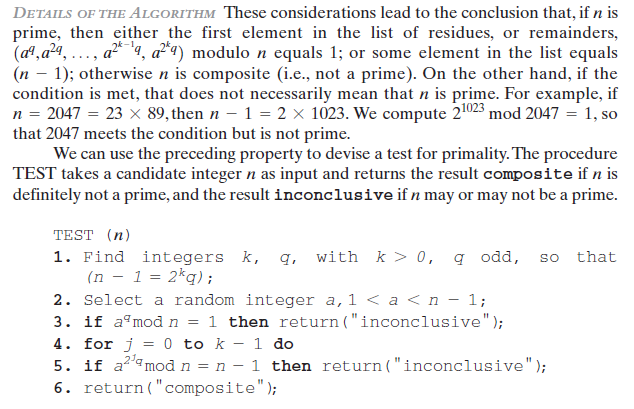 DETAILS OF THE ALGORITHM These considerations lead to the conclusion that, if n is
prime, then either the first element in the list of residues, or remainders,
(a^q, a^{2q}, ..., a^{2^{k-1}q}, a^{2^k q}) modulo n equals 1; or some element in the list equals
(n − 1); otherwise n is composite (i.e., not a prime). On the other hand, if the
condition is met, that does not necessarily mean that n is prime. For example, if
n = 2047 = 23 × 89, then n − 1 = 2 × 1023. We compute 2^{1023} mod 2047 = 1, so
that 2047 meets the condition but is not prime.
We can use the preceding property to devise a test for primality. The procedure
TEST takes a candidate integer n as input and returns the result composite if n is
definitely not a prime, and the result inconclusive if n may or may not be a prime.
TEST (n)
1. Find integers k, q, with k > 0, q odd, so that
(n − 1 = 2^k q);
2. Select a random integer a, 1 < a < n − 1;
3. if a^q mod n = 1 then return("inconclusive");
4. for j = 0 to k − 1 do
5. if a^{2^j q} mod n = n − 1 then return("inconclusive");
6. return("composite");